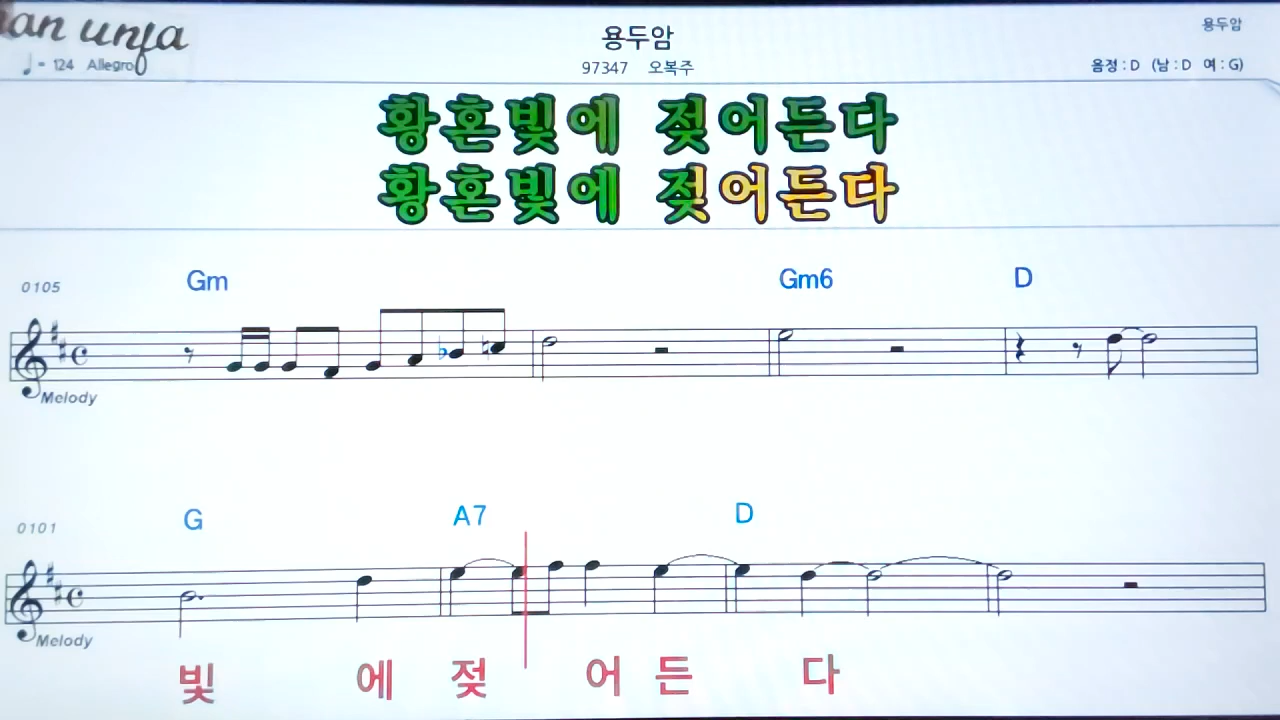 an unfa
용두암
용두암
♩= 124 Allegro
97347 오복주
음정 : D (남 : D 여 : G)
황혼빛에 젖어든다
황혼빛에 젖어든다
0105 Gm Gm6 D
Melody
0101 G A7 D
Melody
빛 에 젖 어 든 다